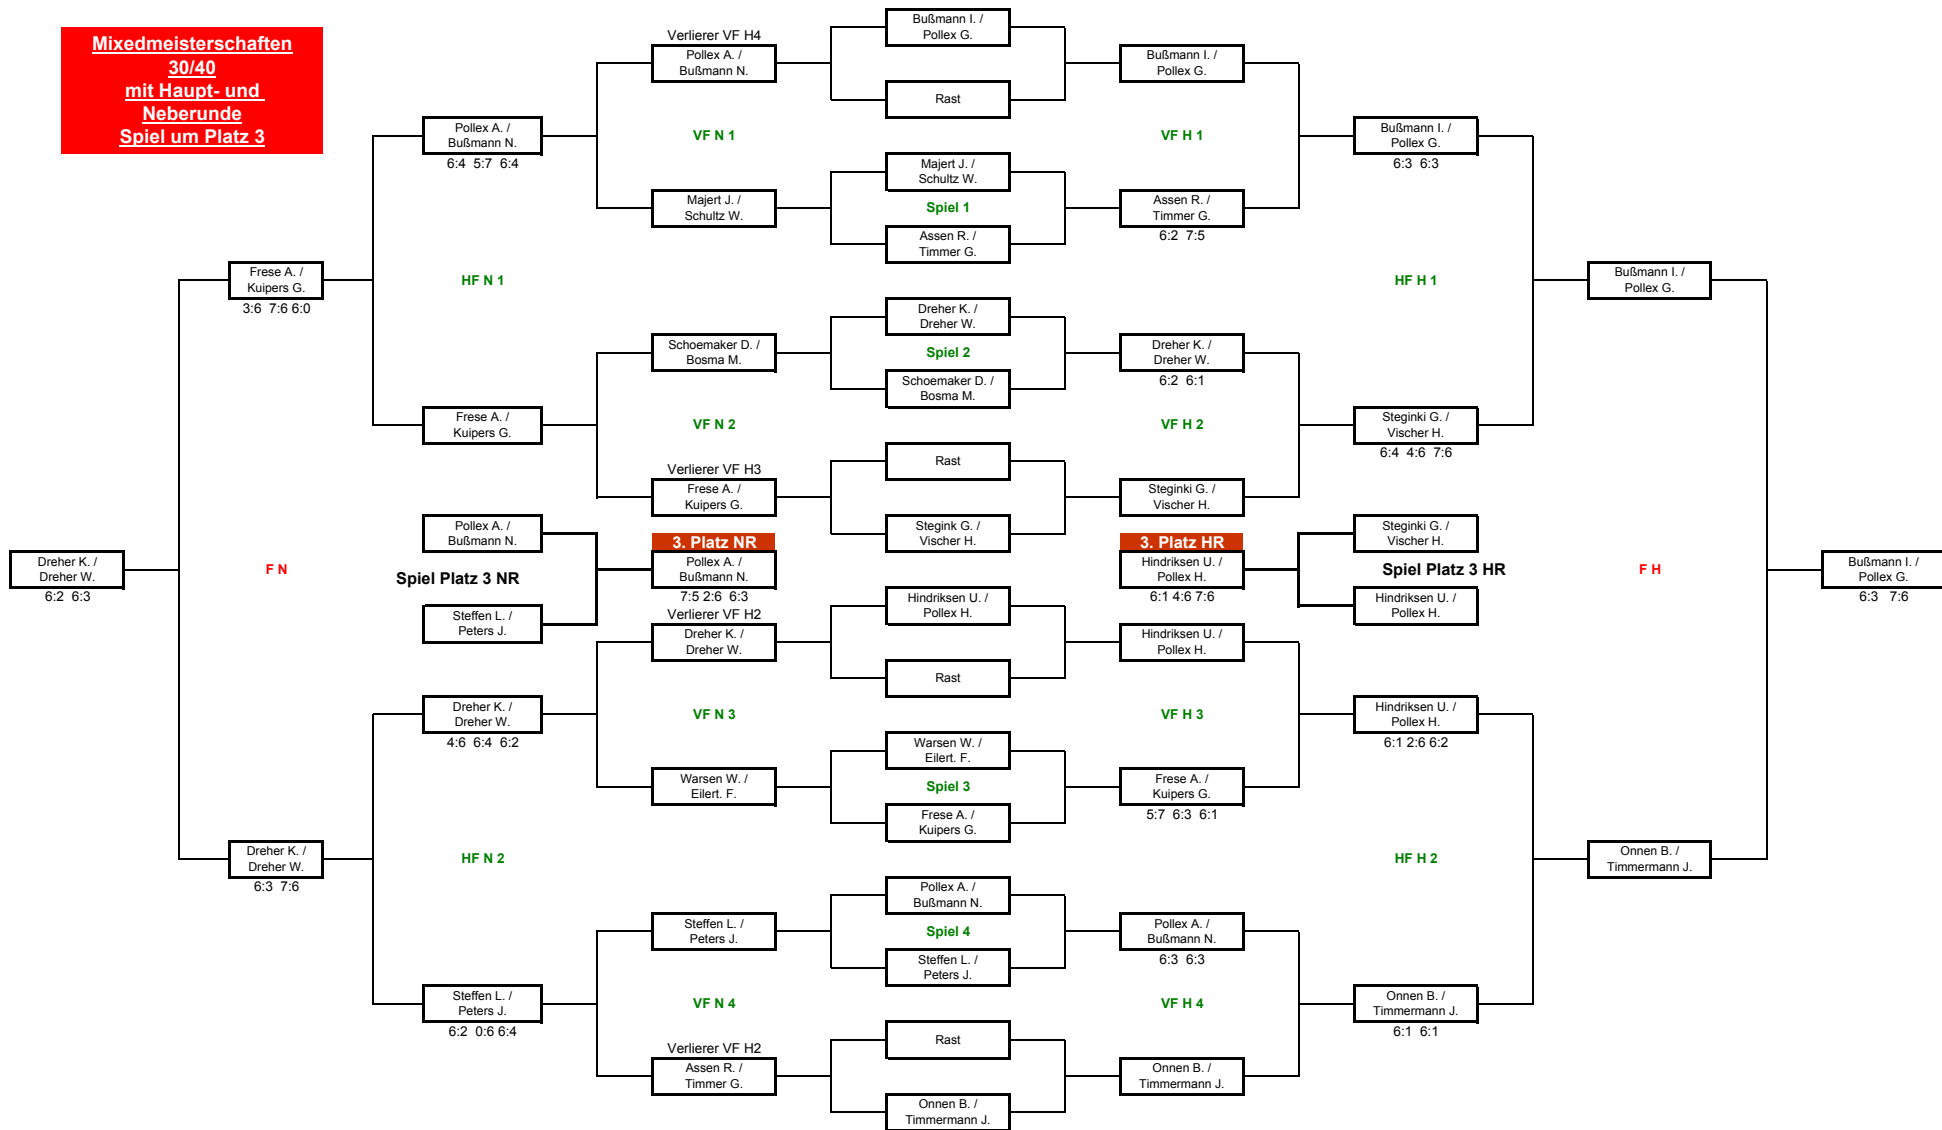 Mixedmeisterschaften
30/40
mit Haupt- und
Neberunde
Spiel um Platz 3
Dreher K. /
Dreher W.
6:2 6:3
Frese A. /
Kuipers G.
3:6 7:6 6:0
F N
Dreher K. /
Dreher W.
6:3 7:6
Pollex A. /
Bußmann N.
6:4 5:7 6:4
HF N 1
Frese A. /
Kuipers G.
Pollex A. /
Bußmann N.
Spiel Platz 3 NR
Steffen L. /
Peters J.
Dreher K. /
Dreher W.
4:6 6:4 6:2
HF N 2
Steffen L. /
Peters J.
6:2 0:6 6:4
Verlierer VF H4
Pollex A. /
Bußmann N.
VF N 1
Majert J. /
Schultz W.
Schoemaker D. /
Bosma M.
VF N 2
Verlierer VF H3
Frese A. /
Kuipers G.
3. Platz NR
Pollex A. /
Bußmann N.
7:5 2:6 6:3
Verlierer VF H2
Dreher K. /
Dreher W.
VF N 3
Warsen W. /
Eilert. F.
Steffen L. /
Peters J.
VF N 4
Verlierer VF H2
Assen R. /
Timmer G.
Bußmann I. /
Pollex G.
Rast
Majert J. /
Schultz W.
Spiel 1
Assen R. /
Timmer G.
Dreher K. /
Dreher W.
Spiel 2
Schoemaker D. /
Bosma M.
Rast
Stegink G. /
Vischer H.
Hindriksen U. /
Pollex H.
Rast
Warsen W. /
Eilert. F.
Spiel 3
Frese A. /
Kuipers G.
Pollex A. /
Bußmann N.
Spiel 4
Steffen L. /
Peters J.
Rast
Onnen B. /
Timmermann J.
Bußmann I. /
Pollex G.
VF H 1
Assen R. /
Timmer G.
6:2 7:5
Dreher K. /
Dreher W.
6:2 6:1
VF H 2
Steginki G. /
Vischer H.
3. Platz HR
Hindriksen U. /
Pollex H.
6:1 4:6 7:6
Hindriksen U. /
Pollex H.
VF H 3
Frese A. /
Kuipers G.
5:7 6:3 6:1
Pollex A. /
Bußmann N.
6:3 6:3
VF H 4
Onnen B. /
Timmermann J.
Bußmann I. /
Pollex G.
6:3 6:3
HF H 1
Steginki G. /
Vischer H.
6:4 4:6 7:6
Steginki G. /
Vischer H.
Spiel Platz 3 HR
Hindriksen U. /
Pollex H.
Hindriksen U. /
Pollex H.
6:1 2:6 6:2
HF H 2
Onnen B. /
Timmermann J.
6:1 6:1
Bußmann I. /
Pollex G.
F H
Onnen B. /
Timmermann J.
Bußmann I. /
Pollex G.
6:3 7:6